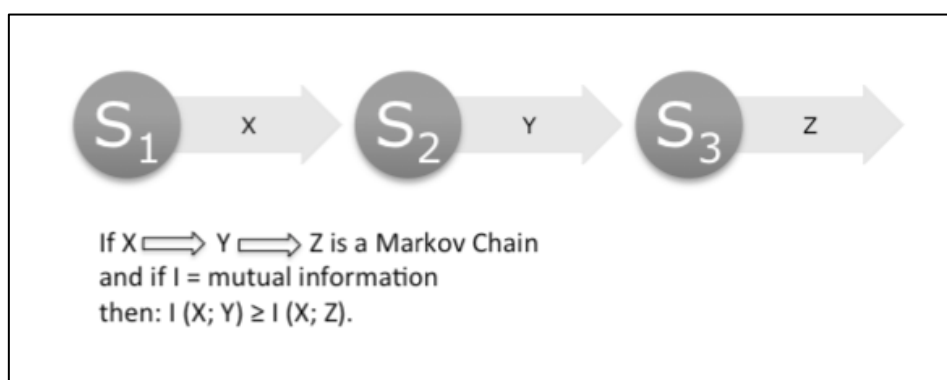 S₁ X S₂ Y S₃ Z
If X ⇒ Y ⇒ Z is a Markov Chain
and if I = mutual information
then: I (X; Y) ≥ I (X; Z).